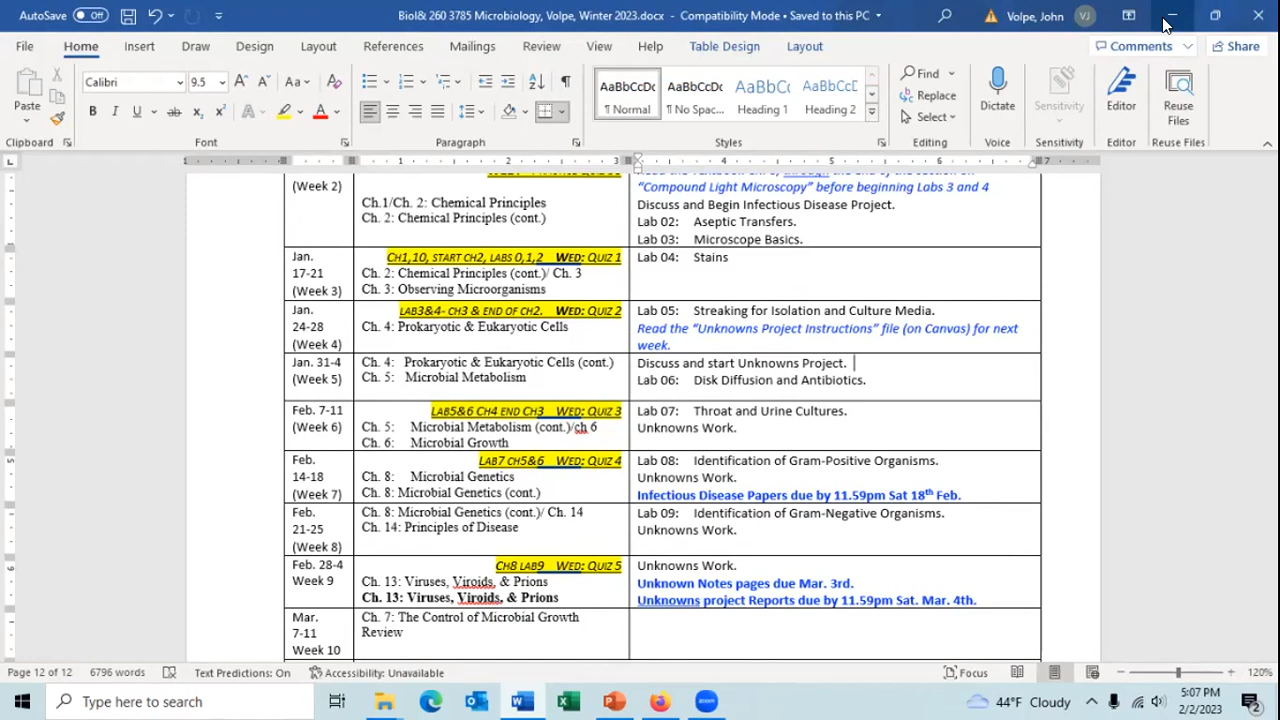 AutoSave Off
Biol& 260 3785 Microbiology, Volpe, Winter 2023.docx - Compatibility Mode • Saved to this PC
Volpe, John VJ
File Home Insert Draw Design Layout References Mailings Review View Help Table Design Layout
Comments Share
Paste
Calibri 9.5
Normal
AaBbCcDc AaBbCcDc AaBbCc AaBbCcD
¶ Normal ¶ No Spac... Heading 1 Heading 2
Find
Replace
Select
Dictate Sensitivity Editor Reuse Files
Clipboard Font Paragraph Styles Editing Voice Sensitivity Editor Reuse Files
(Week 2)
Ch.1/Ch. 2: Chemical Principles
Ch. 2: Chemical Principles (cont.)
"Compound Light Microscopy" before beginning Labs 3 and 4
Discuss and Begin Infectious Disease Project.
Lab 02: Aseptic Transfers.
Lab 03: Microscope Basics.
Jan.
17-21
(Week 3)
CH1,10, START CH2, LABS 0,1,2 WED: QUIZ 1
Ch. 2: Chemical Principles (cont.)/ Ch. 3
Ch. 3: Observing Microorganisms
Lab 04: Stains
Jan.
24-28
(Week 4)
LAB3&4- CH3 & END OF CH2. WED: QUIZ 2
Ch. 4: Prokaryotic & Eukaryotic Cells
Lab 05: Streaking for Isolation and Culture Media.
Read the "Unknowns Project Instructions" file (on Canvas) for next
week.
Jan. 31-4
(Week 5)
Ch. 4: Prokaryotic & Eukaryotic Cells (cont.)
Ch. 5: Microbial Metabolism
Discuss and start Unknowns Project.
Lab 06: Disk Diffusion and Antibiotics.
Feb. 7-11
(Week 6)
LAB5&6 CH4 END CH3 WED: QUIZ 3
Ch. 5: Microbial Metabolism (cont.)/ch 6
Ch. 6: Microbial Growth
Lab 07: Throat and Urine Cultures.
Unknowns Work.
Feb.
14-18
(Week 7)
LAB7 CH5&6 WED: QUIZ 4
Ch. 8: Microbial Genetics
Ch. 8: Microbial Genetics (cont.)
Lab 08: Identification of Gram-Positive Organisms.
Unknowns Work.
Infectious Disease Papers due by 11.59pm Sat 18th Feb.
Feb.
21-25
(Week 8)
Ch. 8: Microbial Genetics (cont.)/ Ch. 14
Ch. 14: Principles of Disease
Lab 09: Identification of Gram-Negative Organisms.
Unknowns Work.
Feb. 28-4
Week 9
CH8 LAB9 WED: QUIZ 5
Ch. 13: Viruses, Viroids, & Prions
Ch. 13: Viruses, Viroids, & Prions
Unknowns Work.
Unknown Notes pages due Mar. 3rd.
Unknowns project Reports due by 11.59pm Sat. Mar. 4th.
Mar.
7-11
Week 10
Ch. 7: The Control of Microbial Growth
Review
Page 12 of 12 6796 words Text Predictions: On Accessibility: Unavailable Focus 120%
Type here to search
44°F Cloudy
5:07 PM
2/2/2023
2